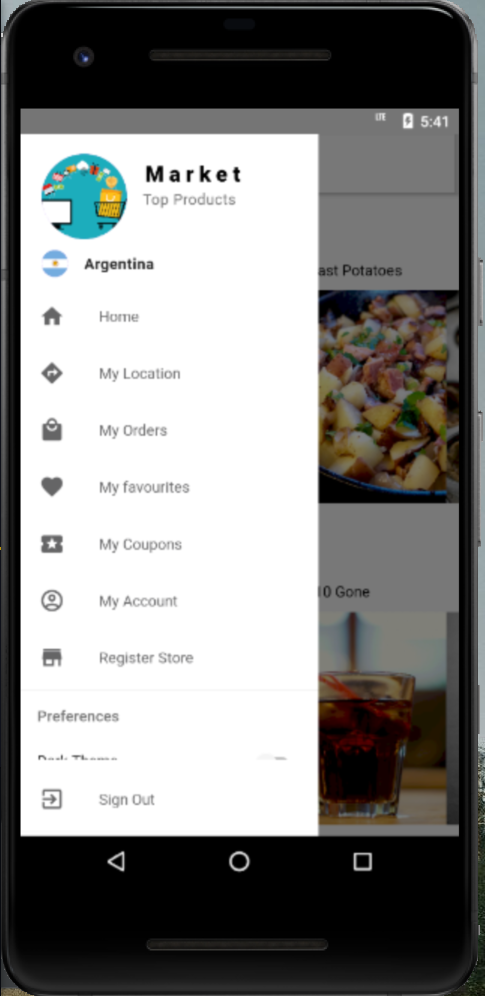 LTE 5:41
Market
Top Products
Argentina
Home
My Location
My Orders
My favourites
My Coupons
My Account
Register Store
Preferences
Dark Theme
Sign Out
ast Potatoes
10 Gone